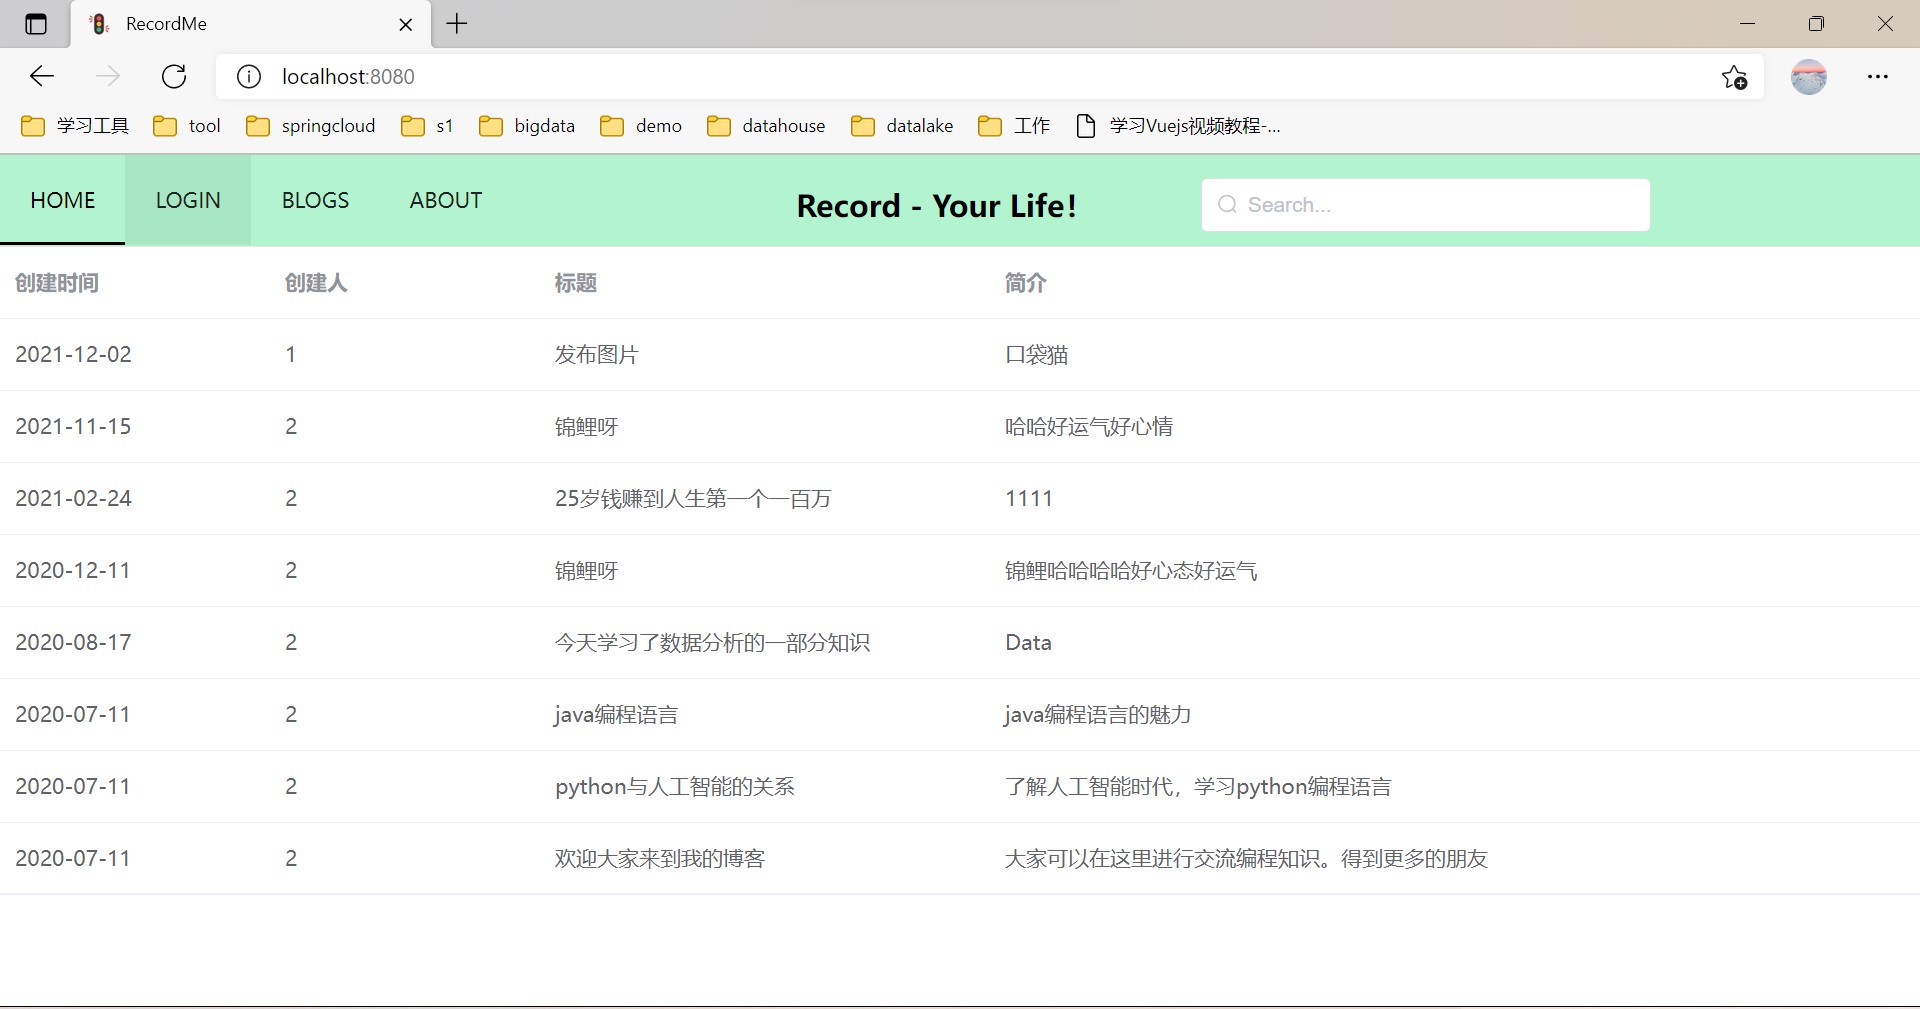 RecordMe
localhost:8080
学习工具 tool springcloud s1 bigdata demo datahouse datalake 工作 学习Vuejs视频教程-...
HOME LOGIN BLOGS ABOUT Record - Your Life! Search...
创建时间 创建人 标题 简介
2021-12-02 1 发布图片 口袋猫
2021-11-15 2 锦鲤呀 哈哈好运气好心情
2021-02-24 2 25岁钱赚到人生第一个一百万 1111
2020-12-11 2 锦鲤呀 锦鲤哈哈哈哈好心态好运气
2020-08-17 2 今天学习了数据分析的一部分知识 Data
2020-07-11 2 java编程语言 java编程语言的魅力
2020-07-11 2 python与人工智能的关系 了解人工智能时代，学习python编程语言
2020-07-11 2 欢迎大家来到我的博客 大家可以在这里进行交流编程知识。得到更多的朋友